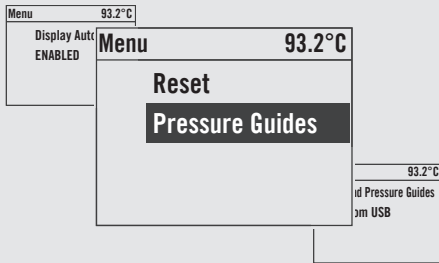 Menu 93.2°C
Display Auto
ENABLED
Menu 93.2°C
Reset
Pressure Guides
93.2°C
Pressure Guides
USB